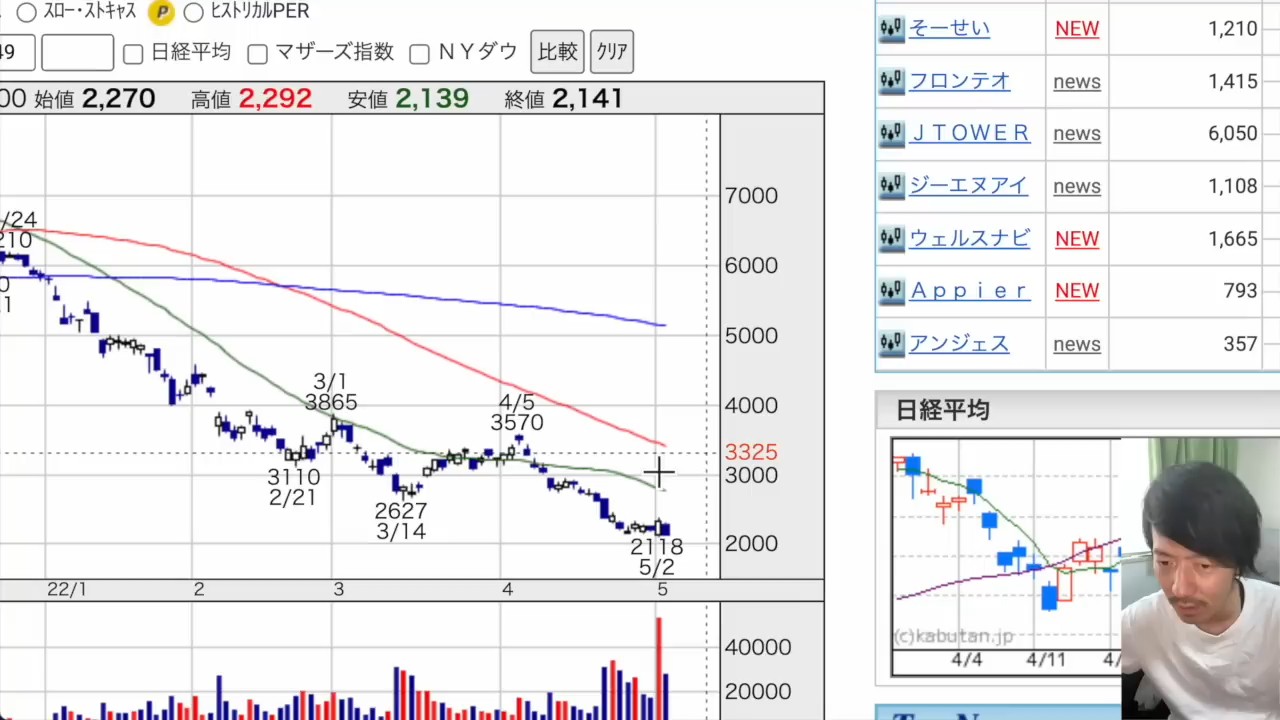 スロー・ストキャス P ヒストリカルPER
49 日経平均 マザーズ指数 NYダウ 比較 クリア
00 始値 2,270 高値 2,292 安値 2,139 終値 2,141
7000
6000
5000
4000
3325
3000
2000
/24
210
0
1
3/1
3865
4/5
3570
3110
2/21
2627
3/14
2118
5/2
22/1 2 3 4 5
40000
20000
そーせい NEW 1,210
フロンテオ news 1,415
JTOWER news 6,050
ジーエヌアイ news 1,108
ウェルスナビ NEW 1,665
Appier NEW 793
アンジェス news 357
日経平均
(c)kabutan.jp
4/4 4/11 4/